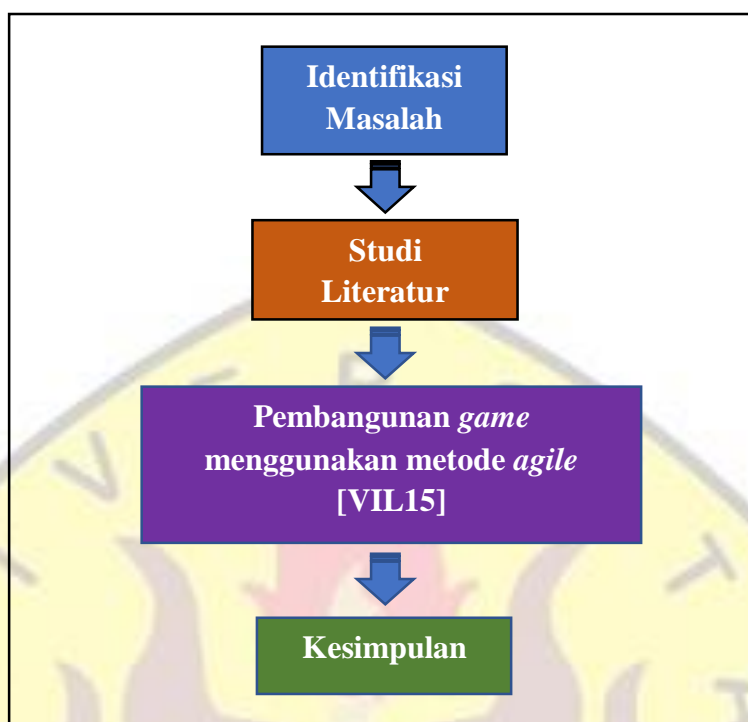 Identifikasi
Masalah
Studi
Literatur
Pembangunan game
menggunakan metode agile
[VIL15]
Kesimpulan